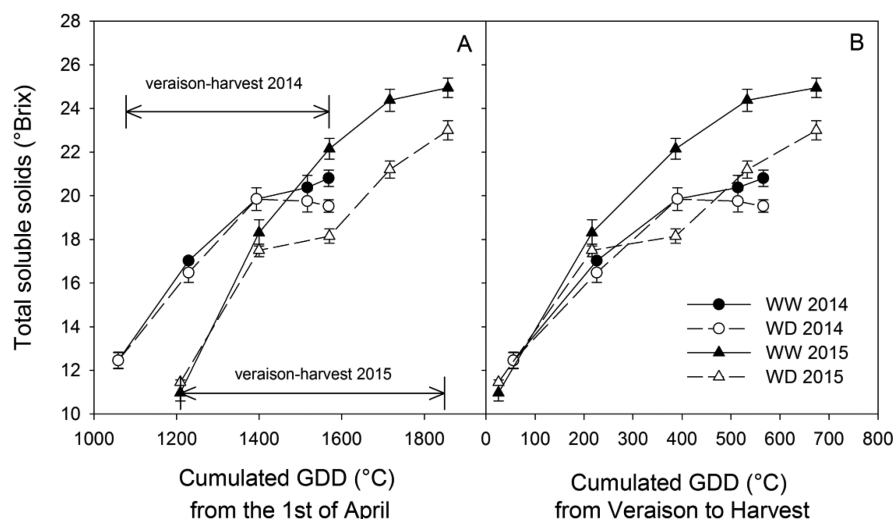 Total soluble solids (°Brix)
28
26
24
22
20
18
16
14
12
10
A
B
veraison-harvest 2014
veraison-harvest 2015
WW 2014
WD 2014
WW 2015
WD 2015
1000 1200 1400 1600 1800
0 100 200 300 400 500 600 700 800
Cumulated GDD (°C)
from the 1st of April
Cumulated GDD (°C)
from Veraison to Harvest